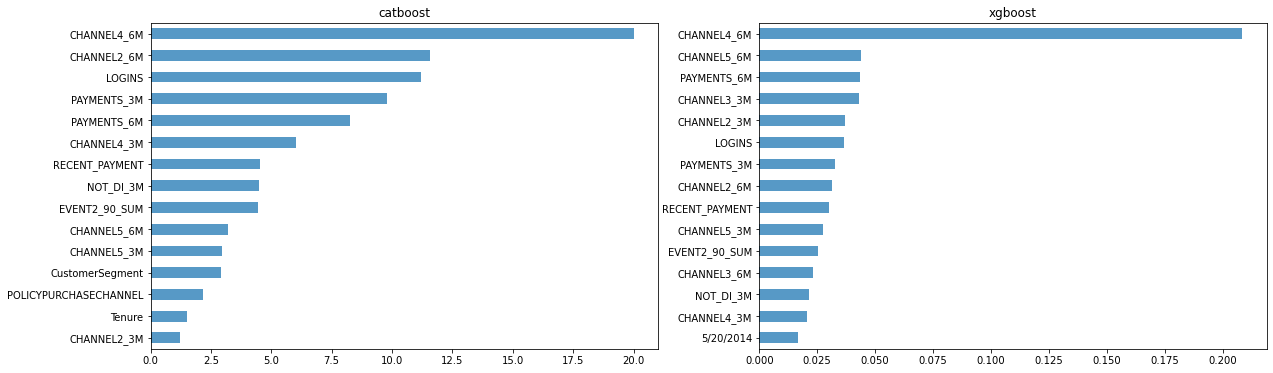 catboost
CHANNEL4_6M
CHANNEL2_6M
LOGINS
PAYMENTS_3M
PAYMENTS_6M
CHANNEL4_3M
RECENT_PAYMENT
NOT_DI_3M
EVENT2_90_SUM
CHANNEL5_6M
CHANNEL5_3M
CustomerSegment
POLICYPURCHASECHANNEL
Tenure
CHANNEL2_3M
0.0 2.5 5.0 7.5 10.0 12.5 15.0 17.5 20.0
xgboost
CHANNEL4_6M
CHANNEL5_6M
PAYMENTS_6M
CHANNEL3_3M
CHANNEL2_3M
LOGINS
PAYMENTS_3M
CHANNEL2_6M
RECENT_PAYMENT
CHANNEL5_3M
EVENT2_90_SUM
CHANNEL3_6M
NOT_DI_3M
CHANNEL4_3M
5/20/2014
0.000 0.025 0.050 0.075 0.100 0.125 0.150 0.175 0.200